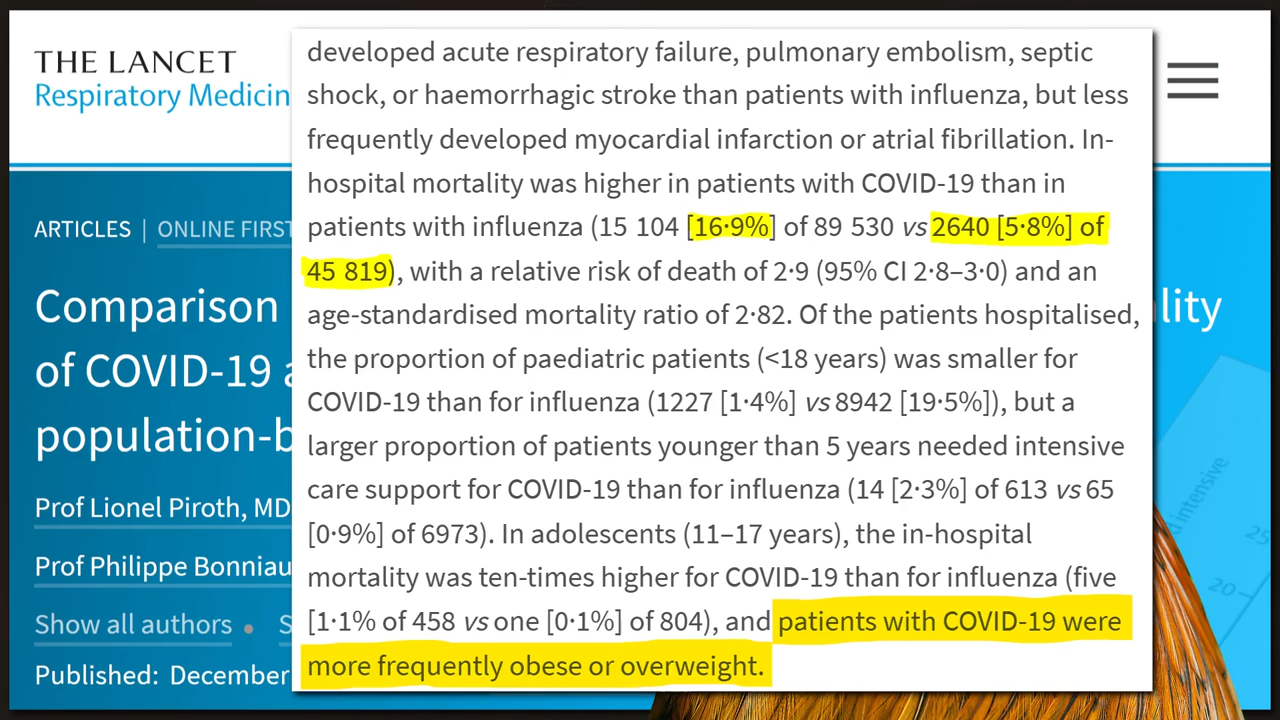 THE LANCET
Respiratory Medicin
ARTICLES | ONLINE FIRST
Comparison
of COVID-19 a
population-b
lity
Prof Lionel Piroth, MD
Prof Philippe Bonniau
Show all authors • S
Published: December
developed acute respiratory failure, pulmonary embolism, septic
shock, or haemorrhagic stroke than patients with influenza, but less
frequently developed myocardial infarction or atrial fibrillation. In-
hospital mortality was higher in patients with COVID-19 than in
patients with influenza (15 104 [16·9%] of 89 530 vs 2640 [5·8%] of
45 819), with a relative risk of death of 2·9 (95% CI 2·8–3·0) and an
age-standardised mortality ratio of 2·82. Of the patients hospitalised,
the proportion of paediatric patients (<18 years) was smaller for
COVID-19 than for influenza (1227 [1·4%] vs 8942 [19·5%]), but a
larger proportion of patients younger than 5 years needed intensive
care support for COVID-19 than for influenza (14 [2·3%] of 613 vs 65
[0·9%] of 6973). In adolescents (11–17 years), the in-hospital
mortality was ten-times higher for COVID-19 than for influenza (five
[1·1% of 458 vs one [0·1%] of 804), and patients with COVID-19 were
more frequently obese or overweight.
intensive
25
20